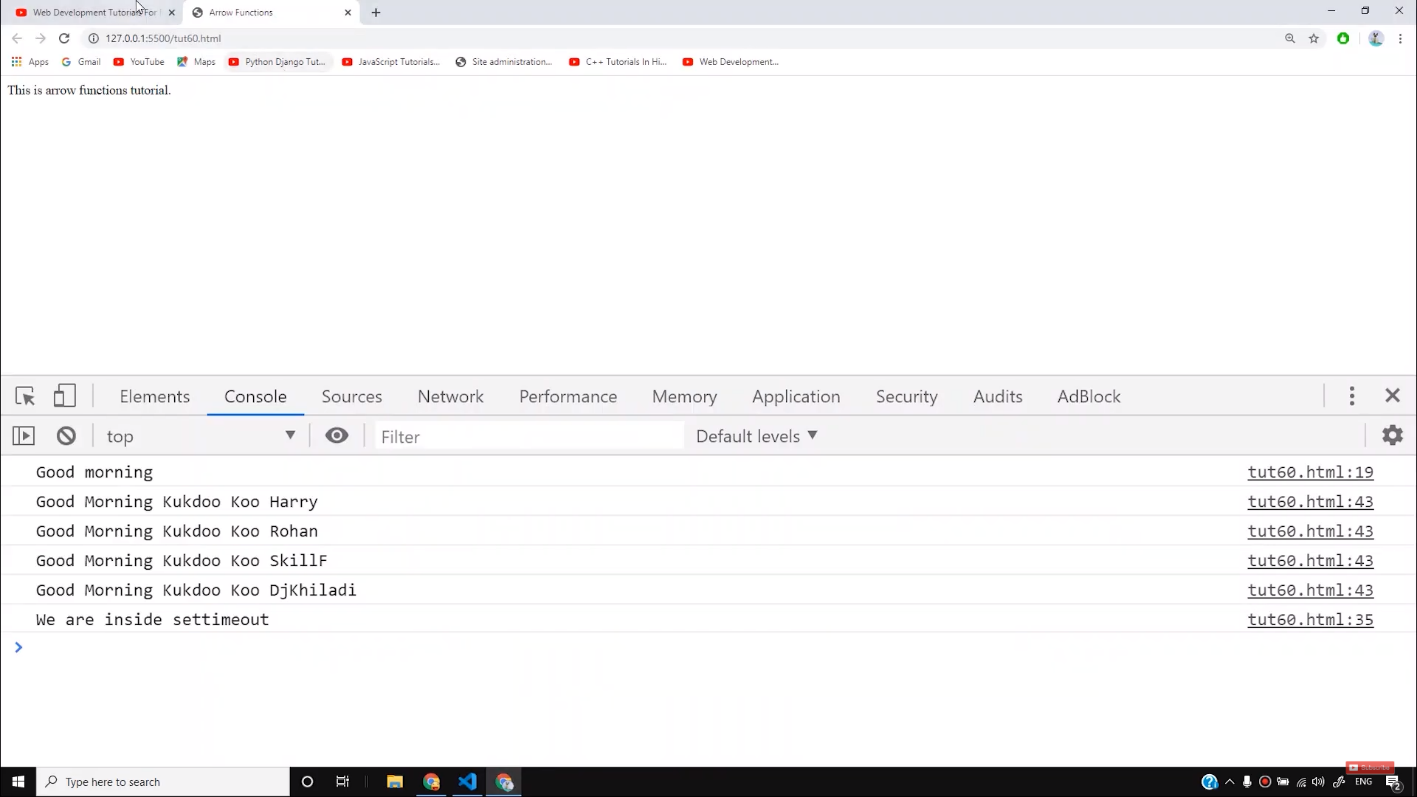 Web Development Tutorials For
Arrow Functions
127.0.0.1:5500/tut60.html
Apps Gmail YouTube Maps Python Django Tut... JavaScript Tutorials... Site administration... C++ Tutorials In Hi... Web Development...
This is arrow functions tutorial.
Elements Console Sources Network Performance Memory Application Security Audits AdBlock
top Filter Default levels
Good morning tut60.html:19
Good Morning Kukdoo Koo Harry tut60.html:43
Good Morning Kukdoo Koo Rohan tut60.html:43
Good Morning Kukdoo Koo SkillF tut60.html:43
Good Morning Kukdoo Koo DjKhiladi tut60.html:43
We are inside settimeout tut60.html:35
Subscribe
Type here to search ENG 2